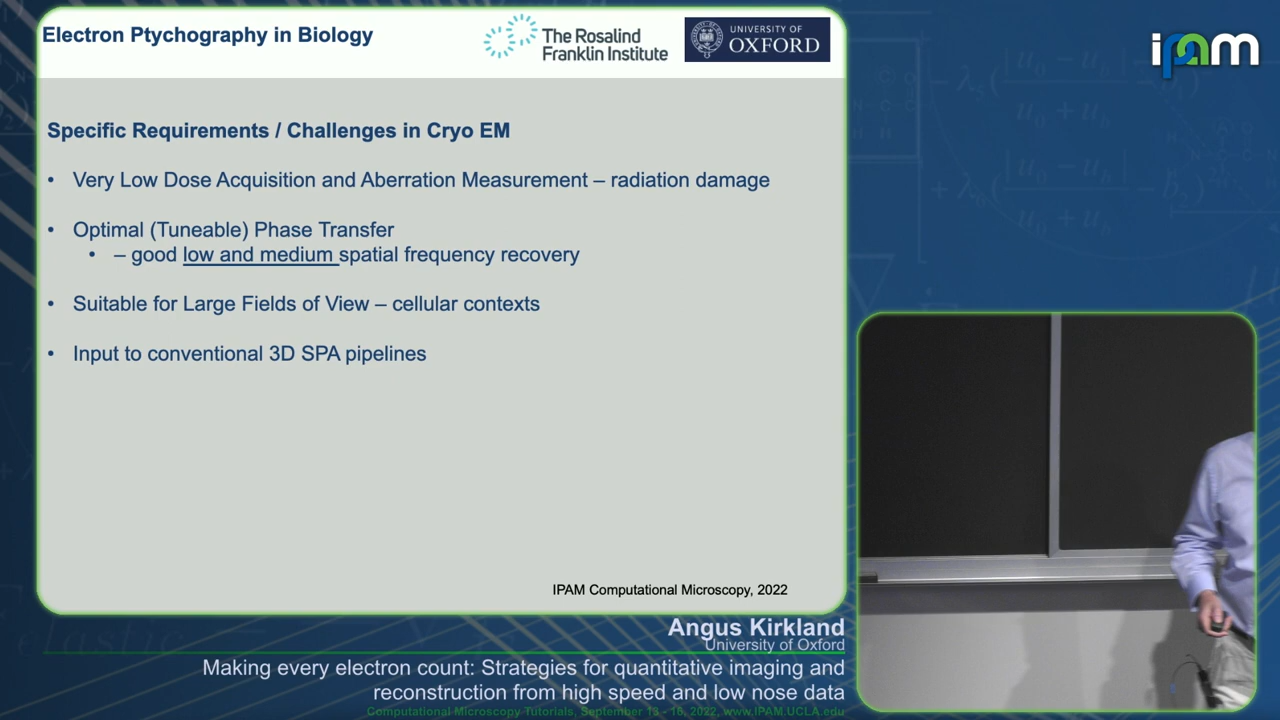 Electron Ptychography in Biology
The Rosalind
Franklin Institute
UNIVERSITY OF
OXFORD
ipam
Specific Requirements / Challenges in Cryo EM
• Very Low Dose Acquisition and Aberration Measurement – radiation damage
• Optimal (Tuneable) Phase Transfer
• – good low and medium spatial frequency recovery
• Suitable for Large Fields of View – cellular contexts
• Input to conventional 3D SPA pipelines
IPAM Computational Microscopy, 2022
Angus Kirkland
University of Oxford
Making every electron count: Strategies for quantitative imaging and
reconstruction from high speed and low nose data
Computational Microscopy Tutorials, September 13 - 16, 2022, www.IPAM.UCLA.edu
elastic